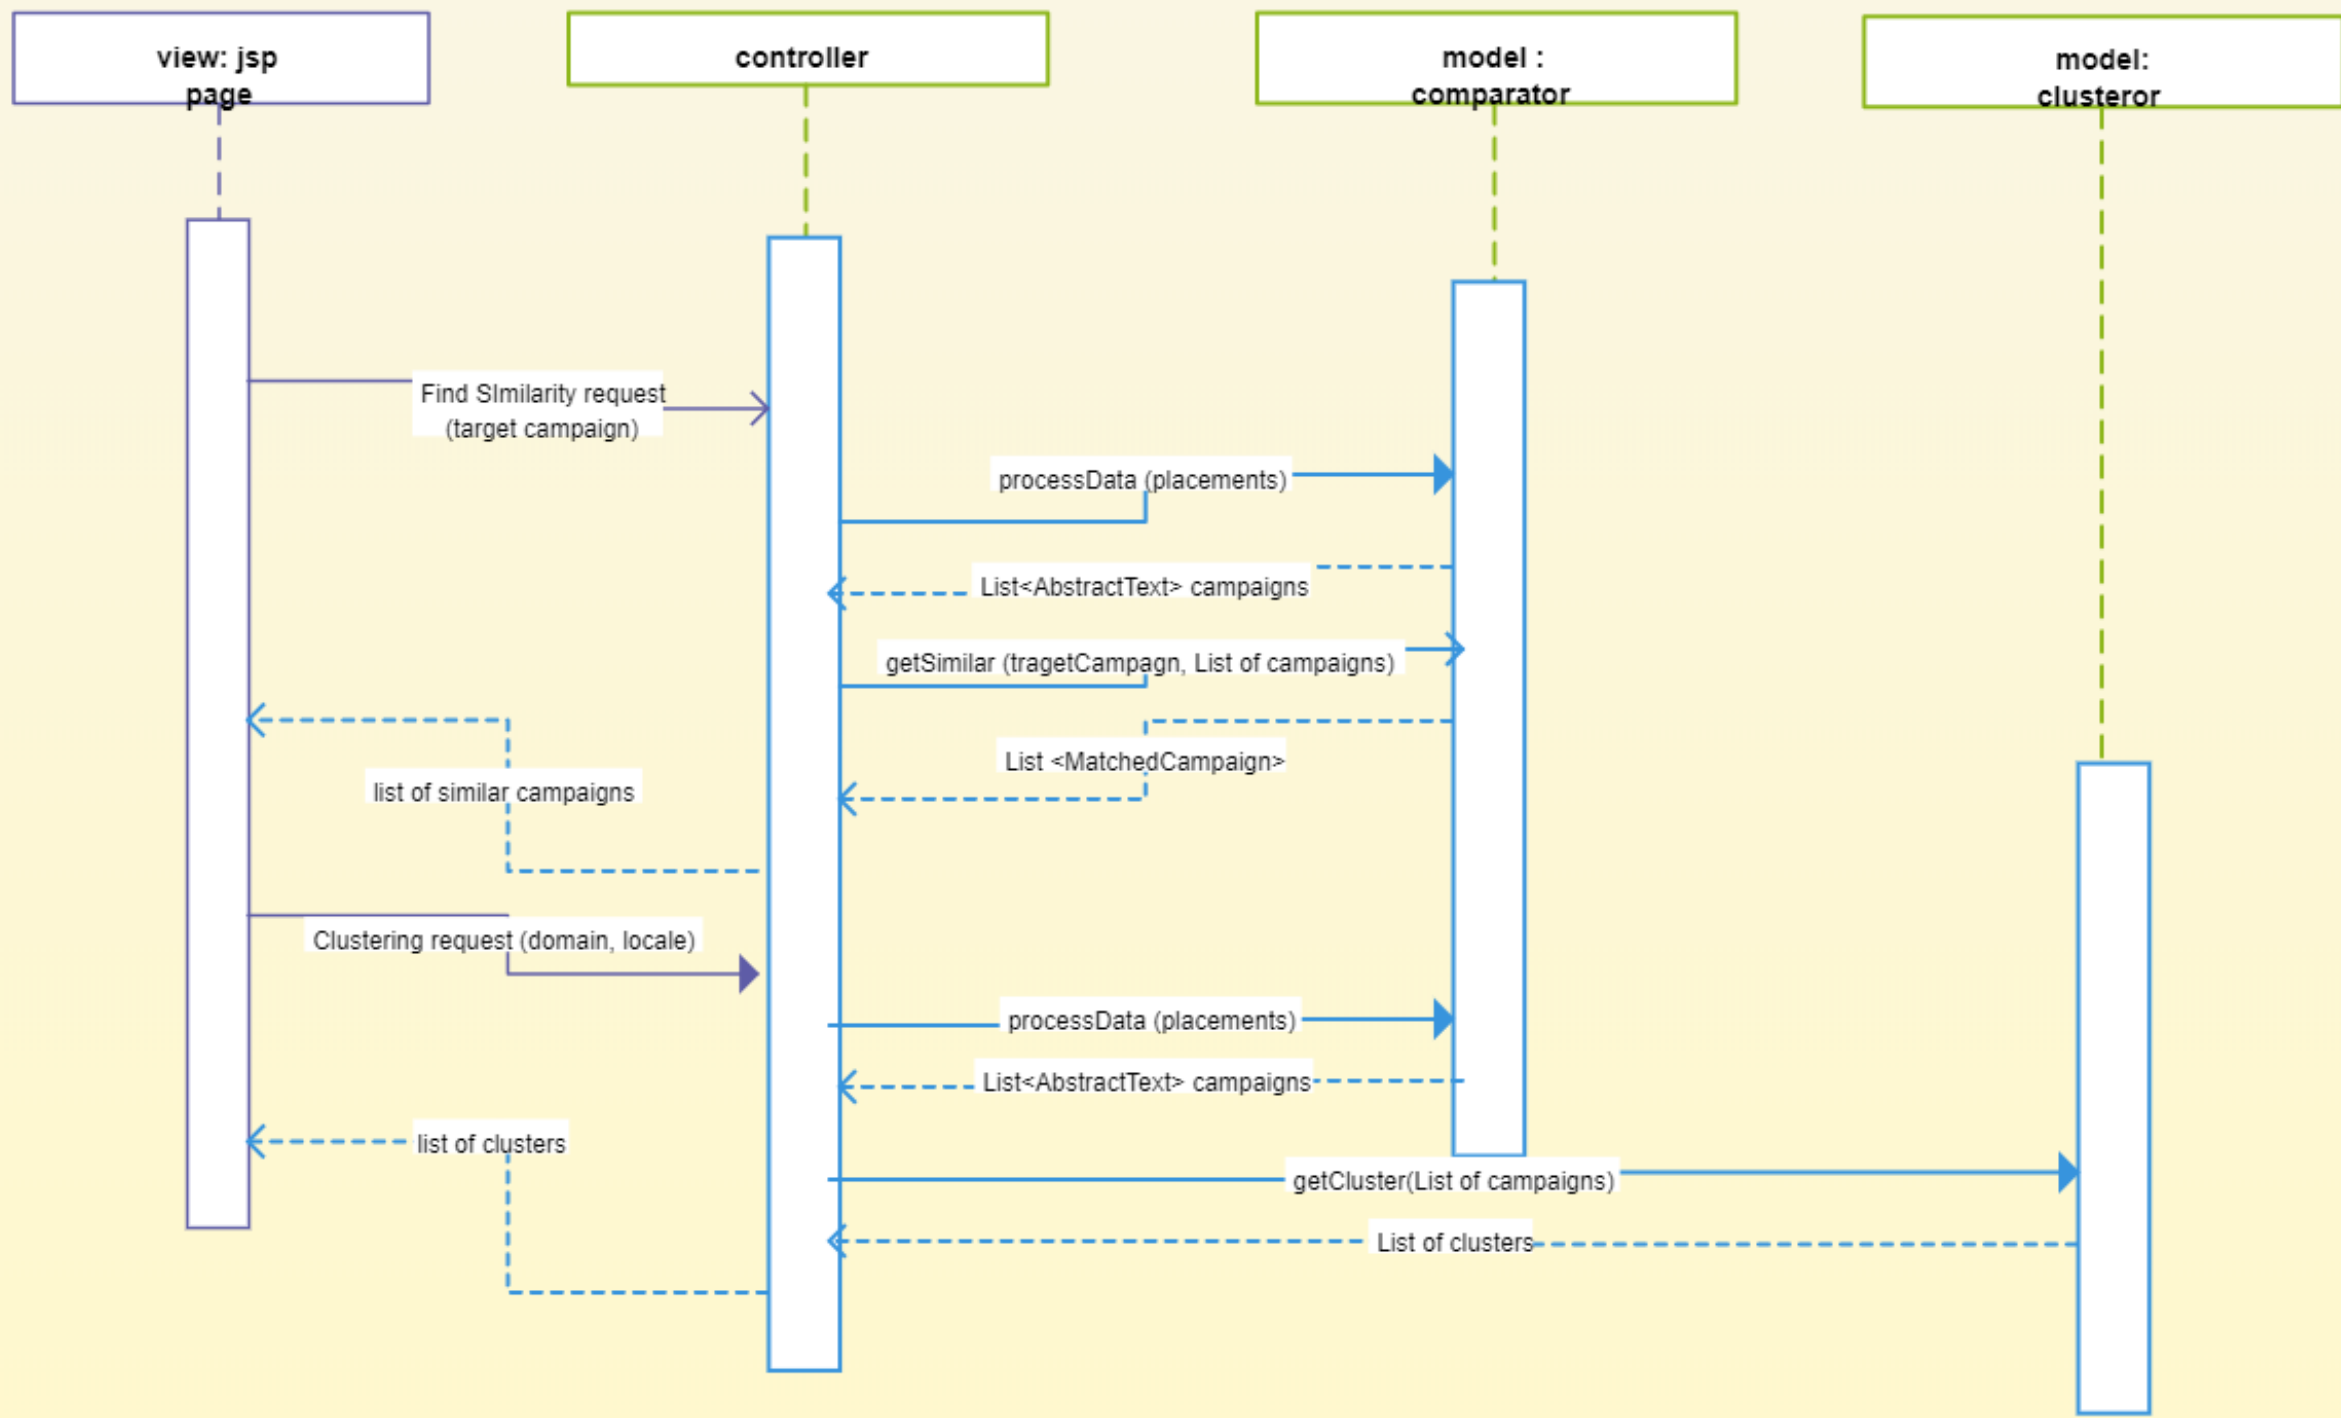 view: jsp
page
controller
model :
comparator
model:
clusteror
Find SImilarity request
(target campaign)
processData (placements)
List<AbstractText> campaigns
getSimilar (tragetCampagn, List of campaigns)
List <MatchedCampaign>
list of similar campaigns
Clustering request (domain, locale)
processData (placements)
List<AbstractText> campaigns
list of clusters
getCluster(List of campaigns)
List of clusters